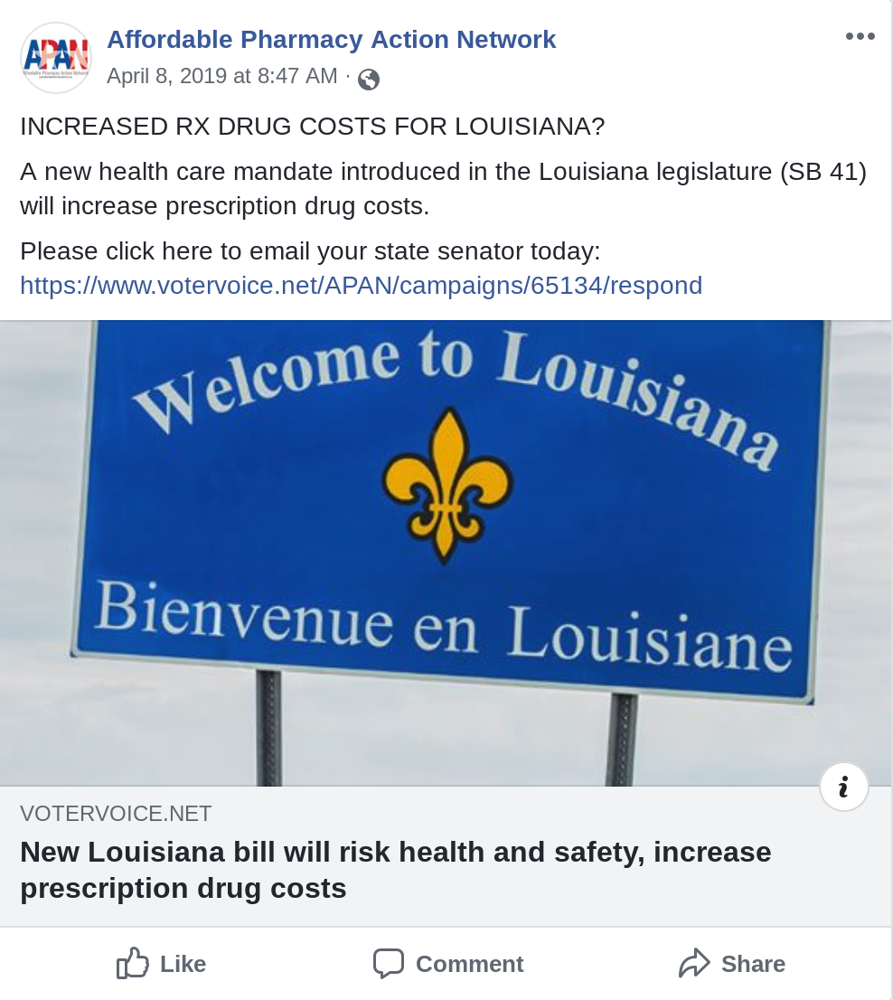 APAN
Affordable Pharmacy Action Network
April 8, 2019 at 8:47 AM ·
INCREASED RX DRUG COSTS FOR LOUISIANA?
A new health care mandate introduced in the Louisiana legislature (SB 41)
will increase prescription drug costs.
Please click here to email your state senator today:
https://www.votervoice.net/APAN/campaigns/65134/respond
Welcome to Louisiana
Bienvenue en Louisiane
i
VOTERVOICE.NET
New Louisiana bill will risk health and safety, increase
prescription drug costs
Like Comment Share